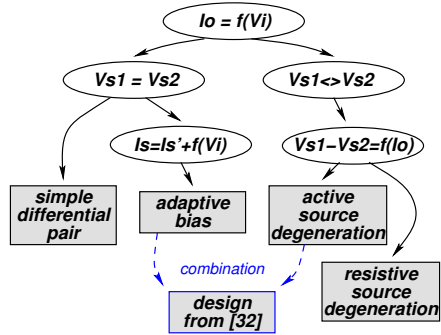 Io = f(Vi)
Vs1 = Vs2
Vs1<>Vs2
Is=Is'+f(Vi)
Vs1−Vs2=f(Io)
simple
differential
pair
adaptive
bias
active
source
degeneration
combination
resistive
source
degeneration
design
from [32]